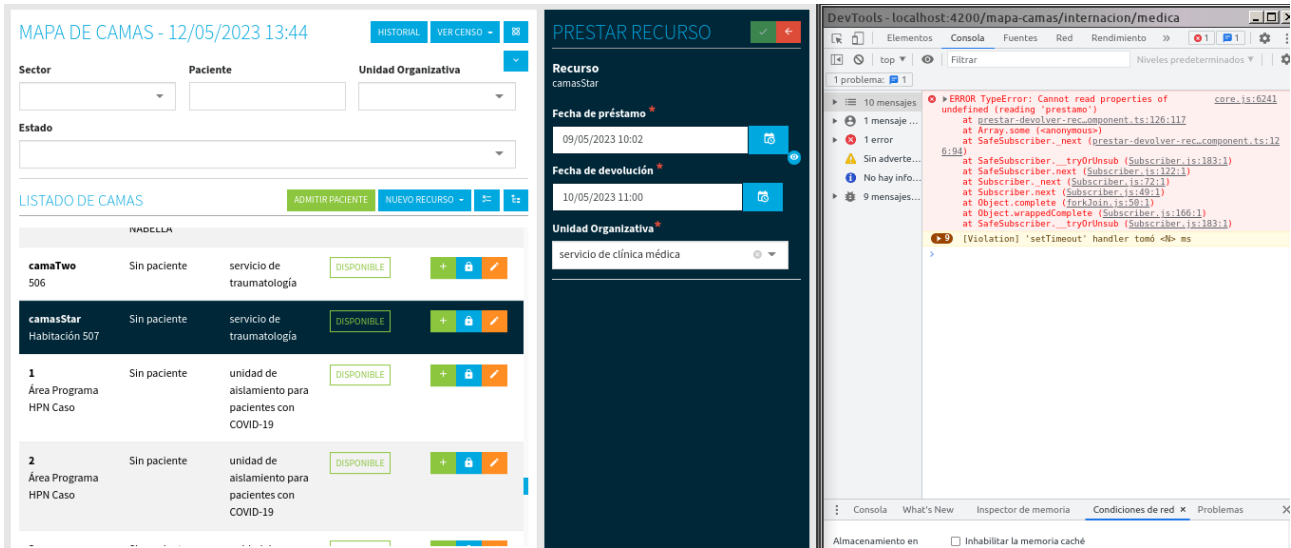 MAPA DE CAMAS - 12/05/2023 13:44
HISTORIAL
VER CENSO
Sector
Paciente
Unidad Organizativa
Estado
LISTADO DE CAMAS
ADMITIR PACIENTE
NUEVO RECURSO
NABELLA
camaTwo
506
Sin paciente
servicio de
traumatología
DISPONIBLE
camasStar
Habitación 507
Sin paciente
servicio de
traumatología
DISPONIBLE
1
Área Programa
HPN Caso
Sin paciente
unidad de
aislamiento para
pacientes con
COVID-19
DISPONIBLE
2
Área Programa
HPN Caso
Sin paciente
unidad de
aislamiento para
pacientes con
COVID-19
DISPONIBLE
PRESTAR RECURSO
Recurso
camasStar
Fecha de préstamo *
09/05/2023 10:02
Fecha de devolución *
10/05/2023 11:00
Unidad Organizativa *
servicio de clínica médica
DevTools - localhost:4200/mapa-camas/internacion/medica
Elementos Consola Fuentes Red Rendimiento » 1 1
top Filtrar Niveles predeterminados
1 problema: 1
10 mensajes
1 mensaje ...
1 error
Sin adverte...
No hay info...
9 mensajes...
ERROR TypeError: Cannot read properties of core.js:6241
undefined (reading 'prestamo')
at prestar-devolver-rec…omponent.ts:126:117
at Array.some (<anonymous>)
at SafeSubscriber._next (prestar-devolver-rec…component.ts:12
6:94)
at SafeSubscriber.__tryOrUnsub (Subscriber.js:183:1)
at SafeSubscriber.next (Subscriber.js:122:1)
at Subscriber._next (Subscriber.js:72:1)
at Subscriber.next (Subscriber.js:49:1)
at Object.complete (forkJoin.js:50:1)
at Object.wrappedComplete (Subscriber.js:166:1)
at SafeSubscriber.__tryOrUnsub (Subscriber.js:183:1)
9 [Violation] 'setTimeout' handler tomó <N> ms
Consola What's New Inspector de memoria Condiciones de red × Problemas
Almacenamiento en
Inhabilitar la memoria caché